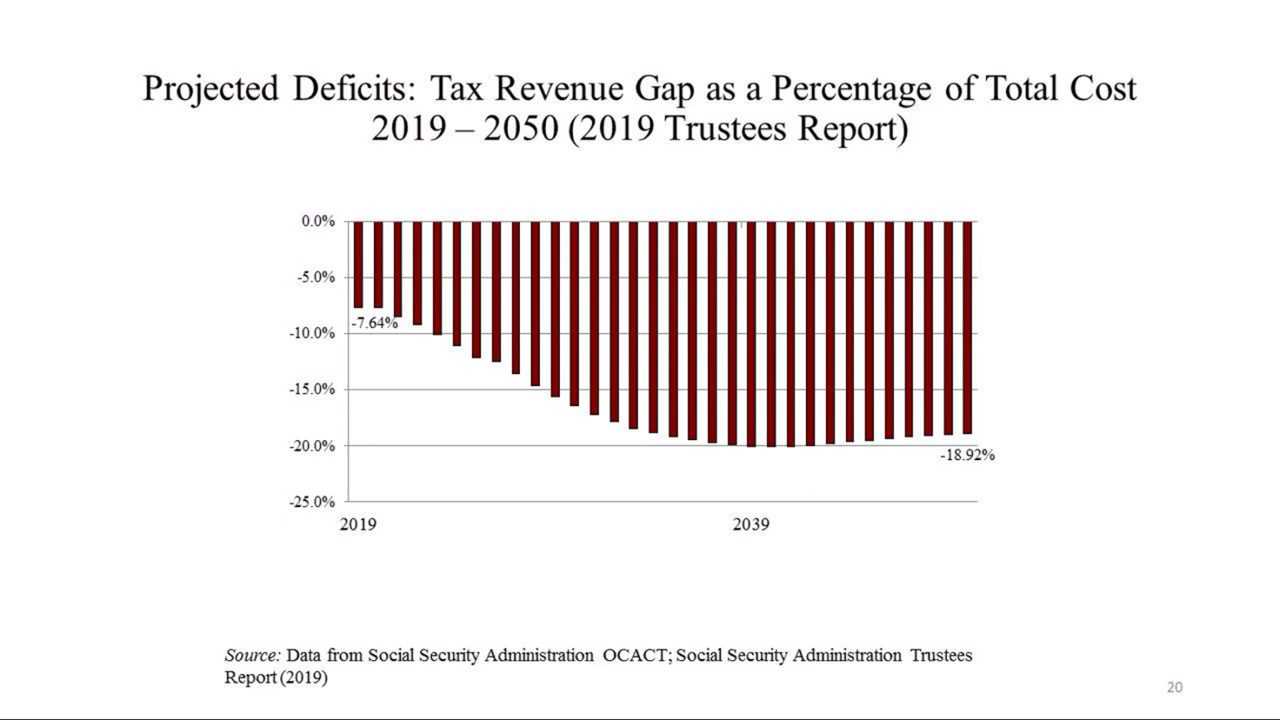 Projected Deficits: Tax Revenue Gap as a Percentage of Total Cost
2019 – 2050 (2019 Trustees Report)
0.0%
-5.0%
-7.64%
-10.0%
-15.0%
-20.0%
-18.92%
-25.0%
2019 2039
Source: Data from Social Security Administration OCACT; Social Security Administration Trustees
Report (2019)
20